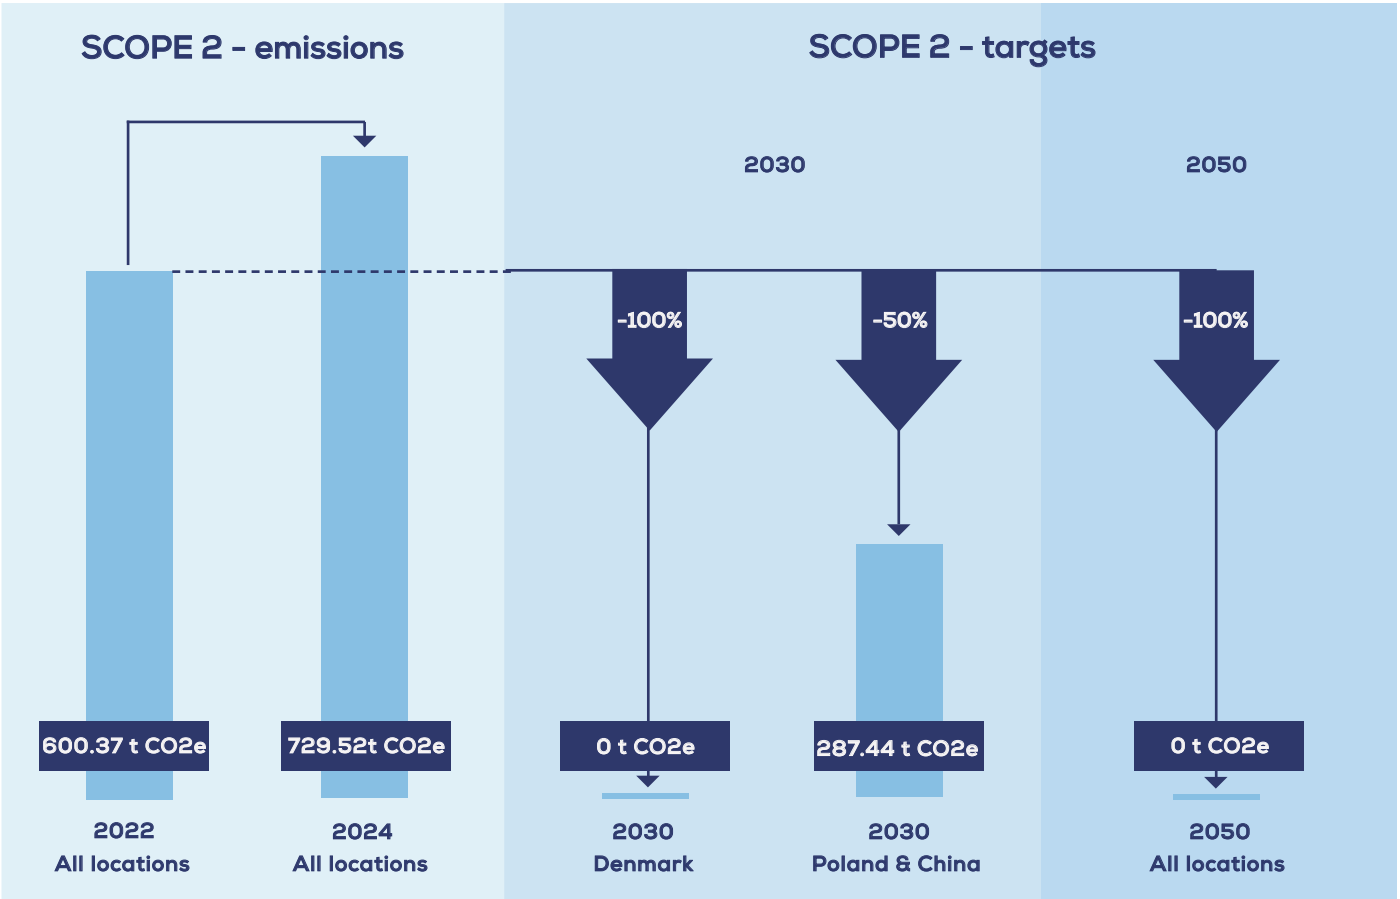 SCOPE 2 - emissions
SCOPE 2 - targets
2030
2050
-100%
-50%
-100%
600.37 t CO2e
729.52t CO2e
0 t CO2e
287.44 t CO2e
0 t CO2e
2022
All locations
2024
All locations
2030
Denmark
2030
Poland & China
2050
All locations